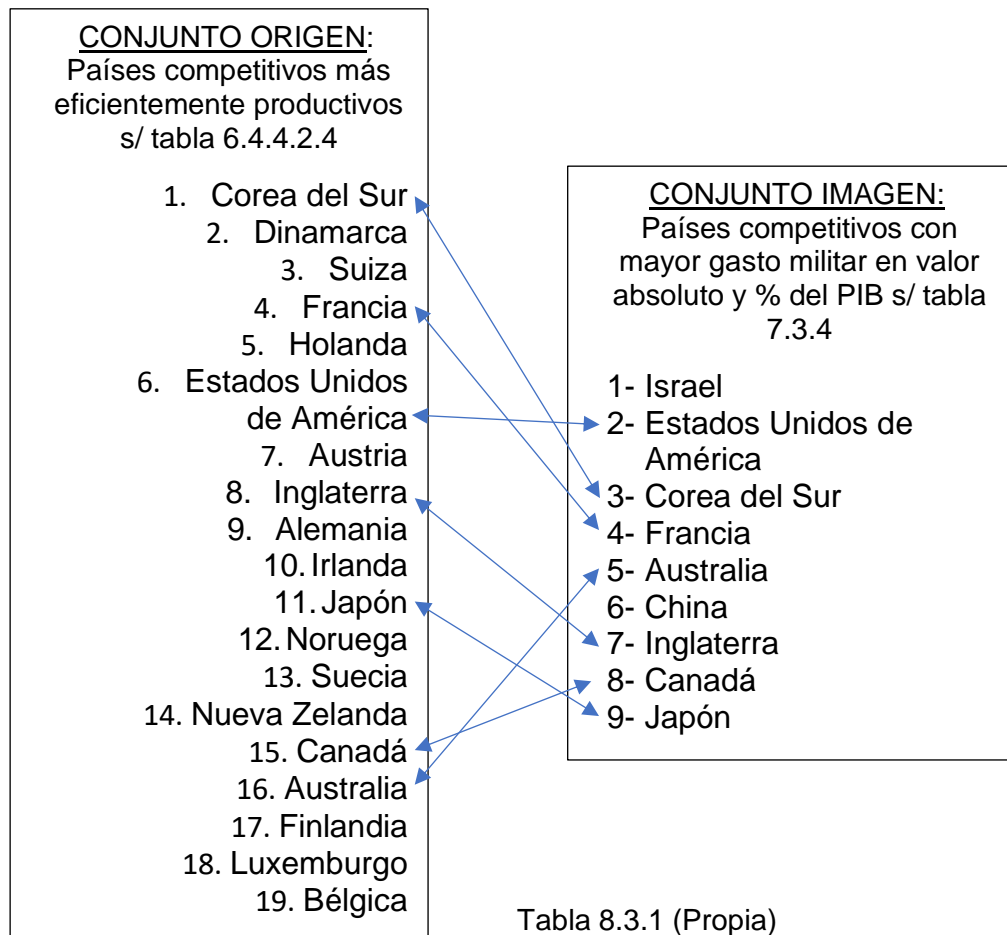 CONJUNTO ORIGEN:
Países competitivos más
eficientemente productivos
s/ tabla 6.4.4.2.4
1. Corea del Sur
2. Dinamarca
3. Suiza
4. Francia
5. Holanda
6. Estados Unidos
de América
7. Austria
8. Inglaterra
9. Alemania
10. Irlanda
11. Japón
12. Noruega
13. Suecia
14. Nueva Zelanda
15. Canadá
16. Australia
17. Finlandia
18. Luxemburgo
19. Bélgica
CONJUNTO IMAGEN:
Países competitivos con
mayor gasto militar en valor
absoluto y % del PIB s/ tabla
7.3.4
1- Israel
2- Estados Unidos de
América
3- Corea del Sur
4- Francia
5- Australia
6- China
7- Inglaterra
8- Canadá
9- Japón
Tabla 8.3.1 (Propia)